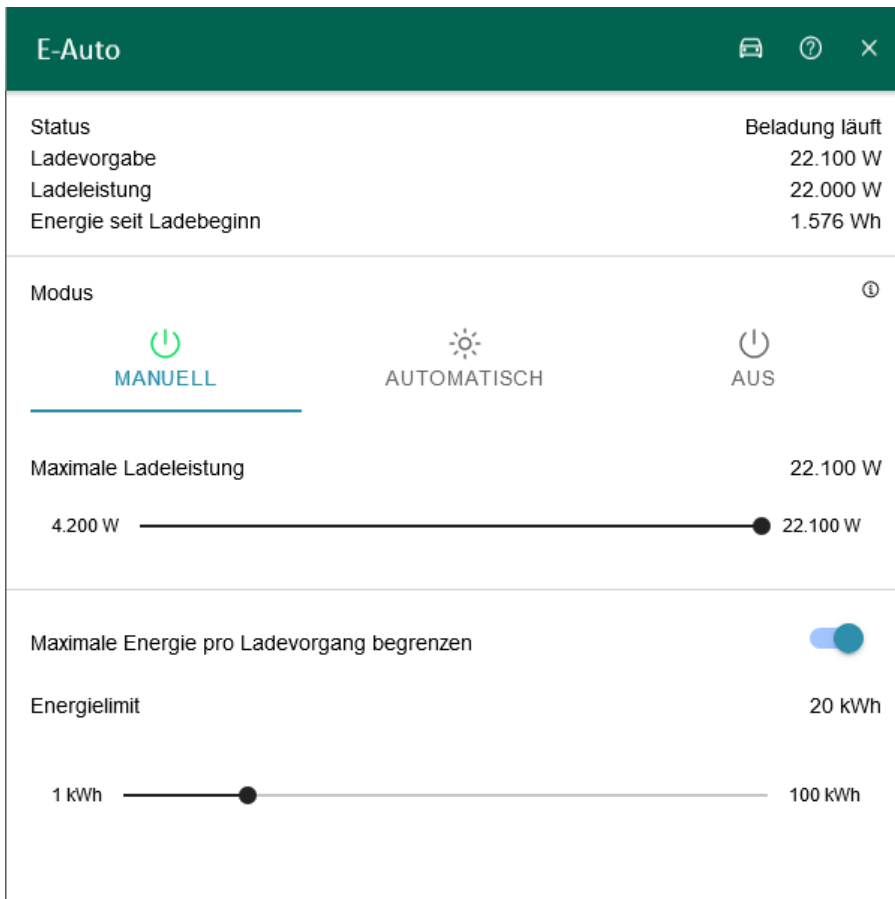 E-Auto
Status Beladung läuft
Ladevorgabe 22.100 W
Ladeleistung 22.000 W
Energie seit Ladebeginn 1.576 Wh
Modus
MANUELL AUTOMATISCH AUS
Maximale Ladeleistung 22.100 W
4.200 W 22.100 W
Maximale Energie pro Ladevorgang begrenzen
Energielimit 20 kWh
1 kWh 100 kWh